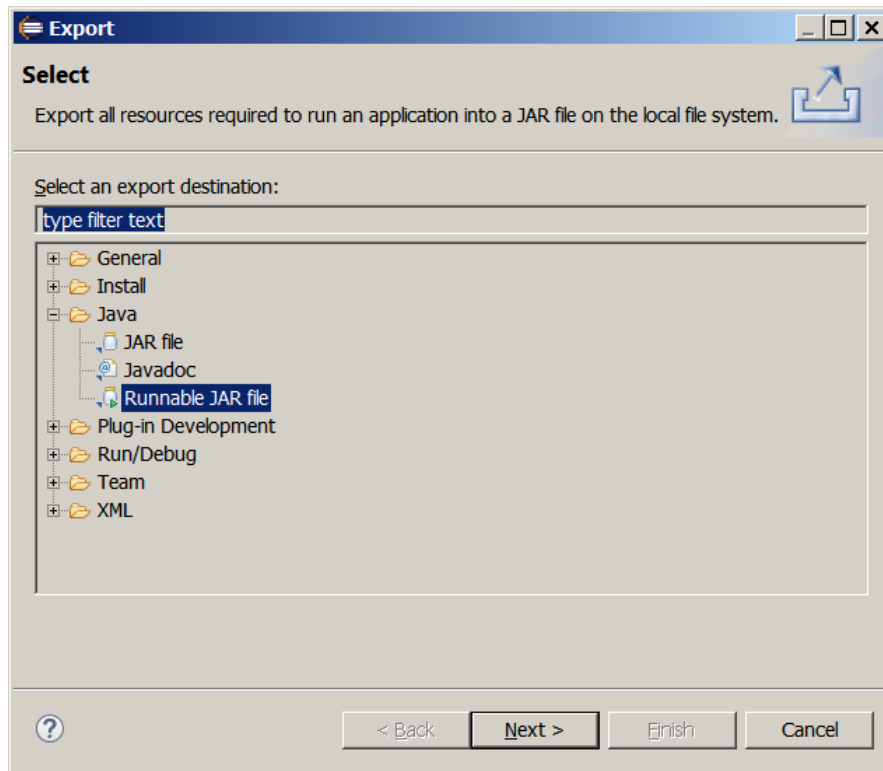 Export
Select
Export all resources required to run an application into a JAR file on the local file system.
Select an export destination:
type filter text
General
Install
Java
JAR file
Javadoc
Runnable JAR file
Plug-in Development
Run/Debug
Team
XML
? < Back Next > Finish Cancel